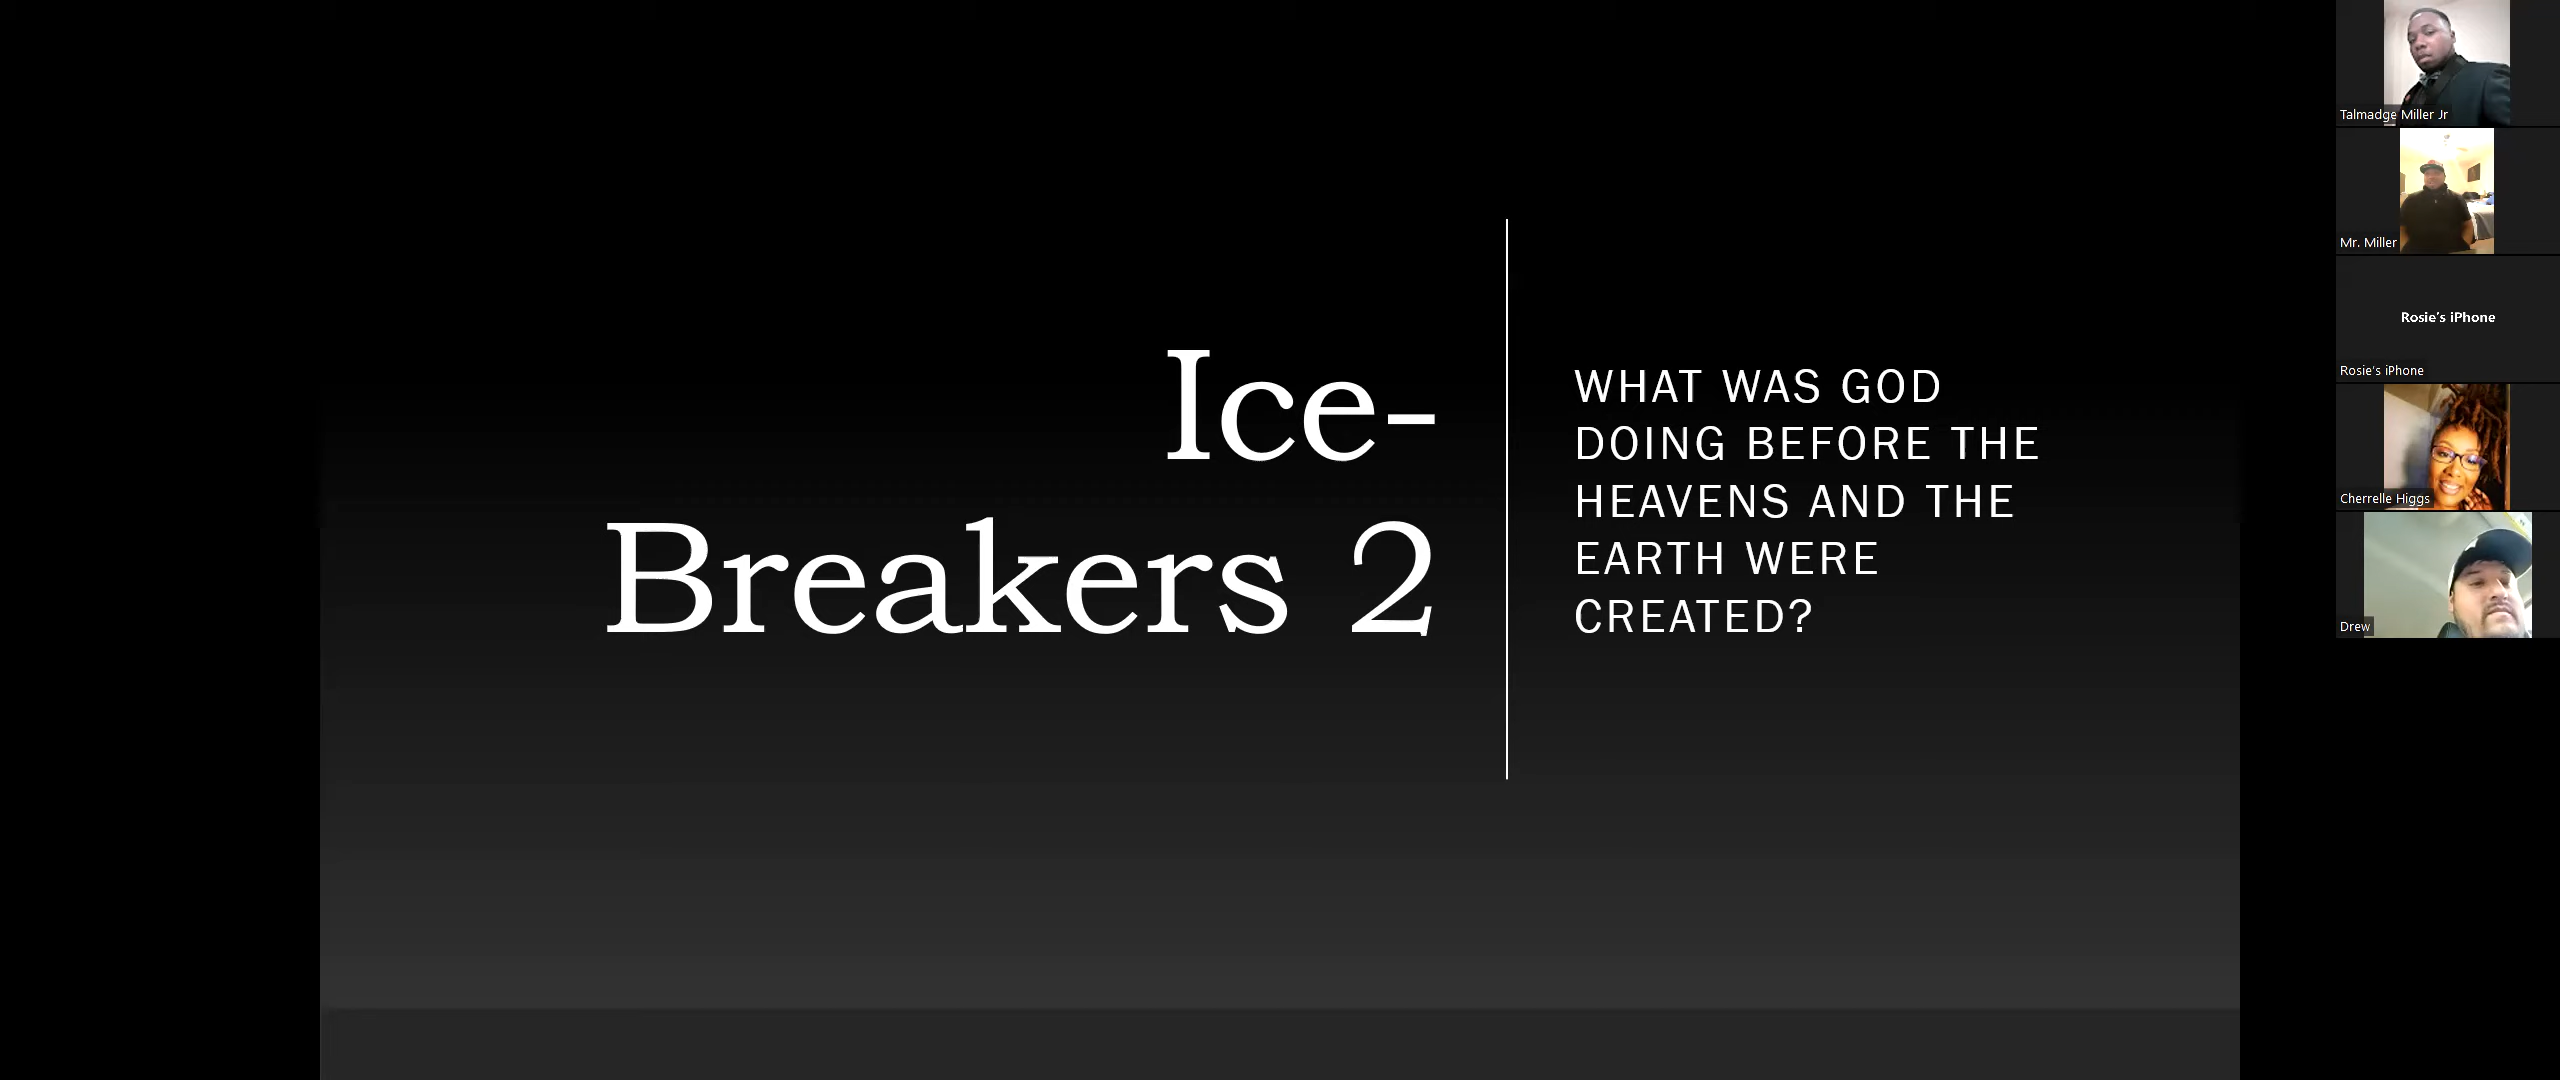 Ice-
Breakers 2
WHAT WAS GOD
DOING BEFORE THE
HEAVENS AND THE
EARTH WERE
CREATED?
Talmadge Miller Jr
Mr. Miller
Rosie's iPhone
Rosie's iPhone
Cherrelle Higgs
Drew